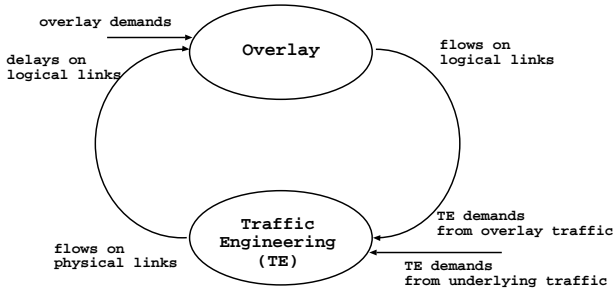 overlay demands
delays on
logical links
Overlay
flows on
logical links
Traffic
Engineering
(TE)
flows on
physical links
TE demands
from overlay traffic
TE demands
from underlying traffic